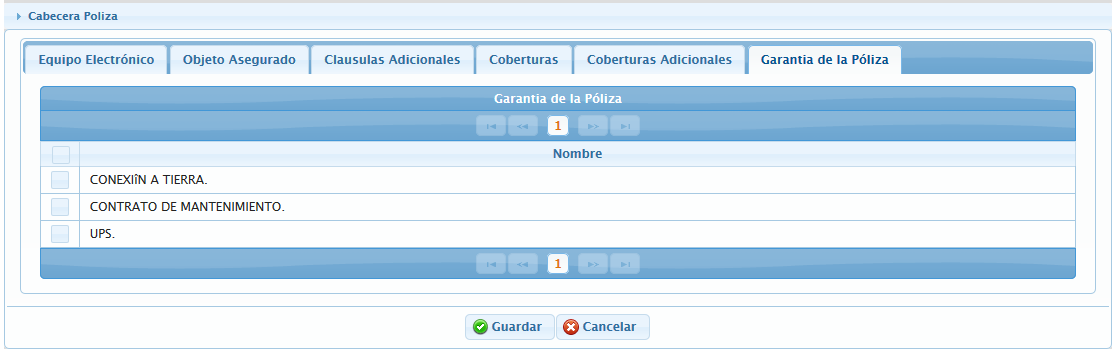 Cabecera Poliza
Equipo Electrónico Objeto Asegurado Clausulas Adicionales Coberturas Coberturas Adicionales Garantia de la Póliza
Garantia de la Póliza
1
Nombre
CONEXIîN A TIERRA.
CONTRATO DE MANTENIMIENTO.
UPS.
1
Guardar Cancelar